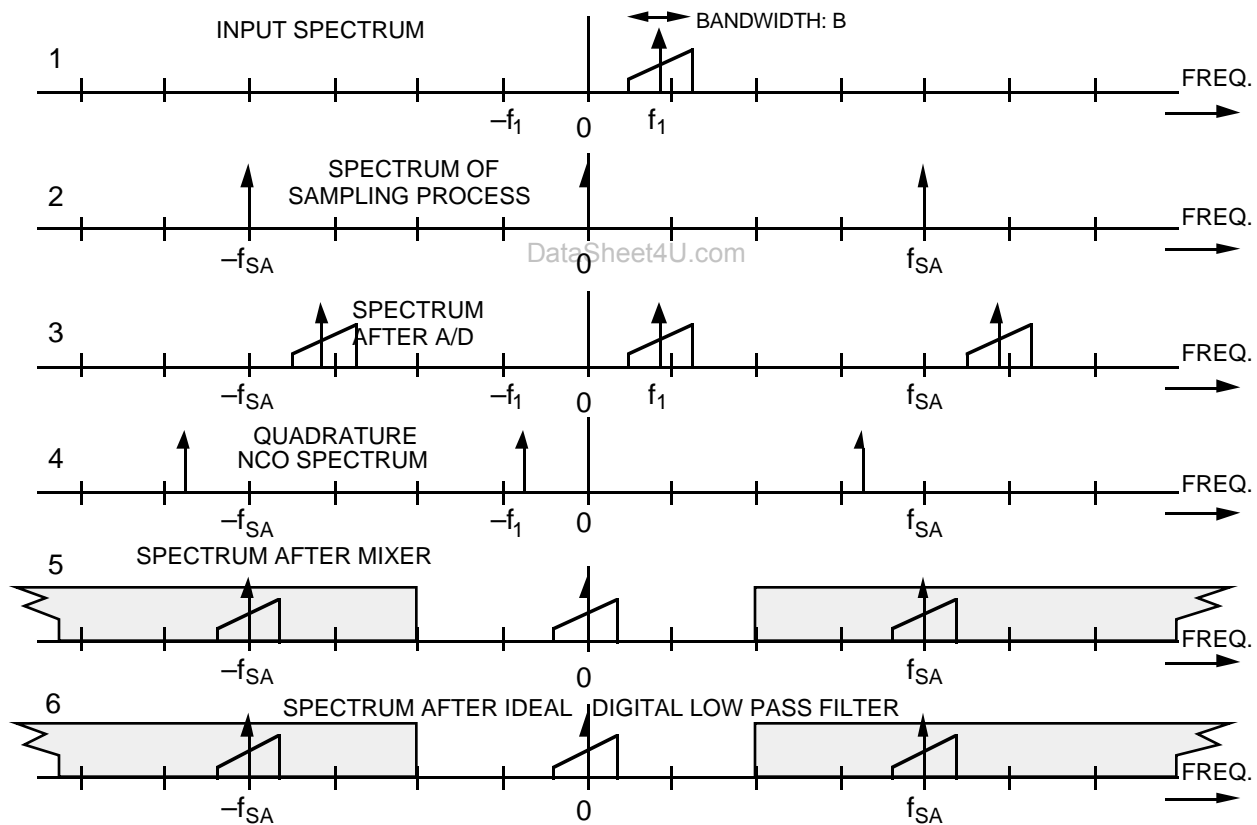 INPUT SPECTRUM
BANDWIDTH: B
1
FREQ.
–f1 0 f1
SPECTRUM OF
SAMPLING PROCESS
2
FREQ.
DataSheet4U.com
–fSA 0 fSA
SPECTRUM
AFTER A/D
3
FREQ.
–fSA –f1 0 f1 fSA
QUADRATURE
NCO SPECTRUM
4
FREQ.
–fSA –f1 0 fSA
5
SPECTRUM AFTER MIXER
FREQ.
–fSA 0 fSA
6
SPECTRUM AFTER IDEAL DIGITAL LOW PASS FILTER
FREQ.
–fSA 0 fSA